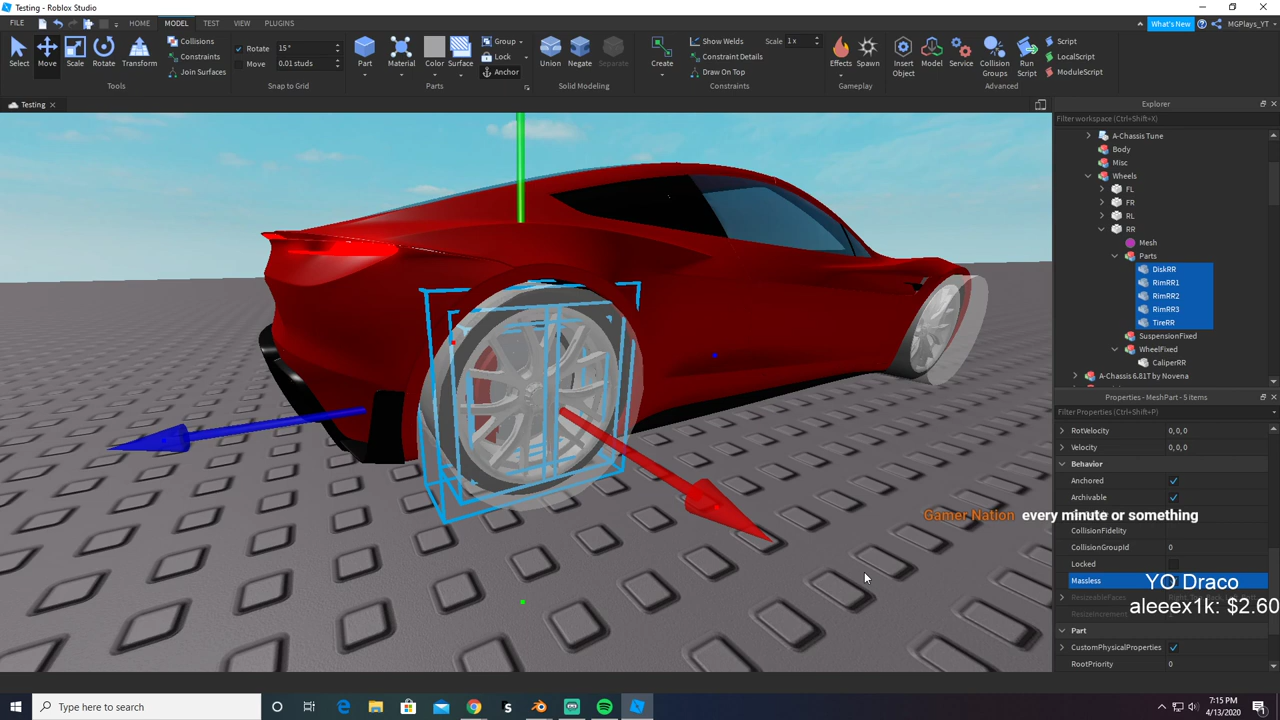 Testing - Roblox Studio
FILE
HOME
MODEL
TEST
VIEW
PLUGINS
What's New
MGPlays_YT
Select
Move
Scale
Rotate
Transform
Collisions
Constraints
Join Surfaces
Tools
Rotate 15°
Move 0.01 studs
Snap to Grid
Part
Material
Color
Surface
Group
Lock
Anchor
Parts
Union
Negate
Separate
Solid Modeling
Create
Show Welds
Scale 1 x
Constraint Details
Draw On Top
Constraints
Effects
Spawn
Gameplay
Insert Object
Model
Service
Collision Groups
Run Script
Script
LocalScript
ModuleScript
Advanced
Testing
Explorer
Filter workspace (Ctrl+Shift+X)
A-Chassis Tune
Body
Misc
Wheels
FL
FR
RL
RR
Mesh
Parts
DiskRR
RimRR1
RimRR2
RimRR3
TireRR
SuspensionFixed
WheelFixed
CaliperRR
A-Chassis 6.81T by Novena
Properties - MeshPart - 5 items
Filter Properties (Ctrl+Shift+P)
RotVelocity 0, 0, 0
Velocity 0, 0, 0
Behavior
Anchored
Archivable
Gamer Nation every minute or something
CollisionFidelity
CollisionGroupId 0
Locked
Massless
YO Draco
ResizeableFaces
aleeex1k: $2.60
ResizeIncrement
Part
CustomPhysicalProperties
RootPriority 0
Type here to search
7:15 PM
4/13/2020